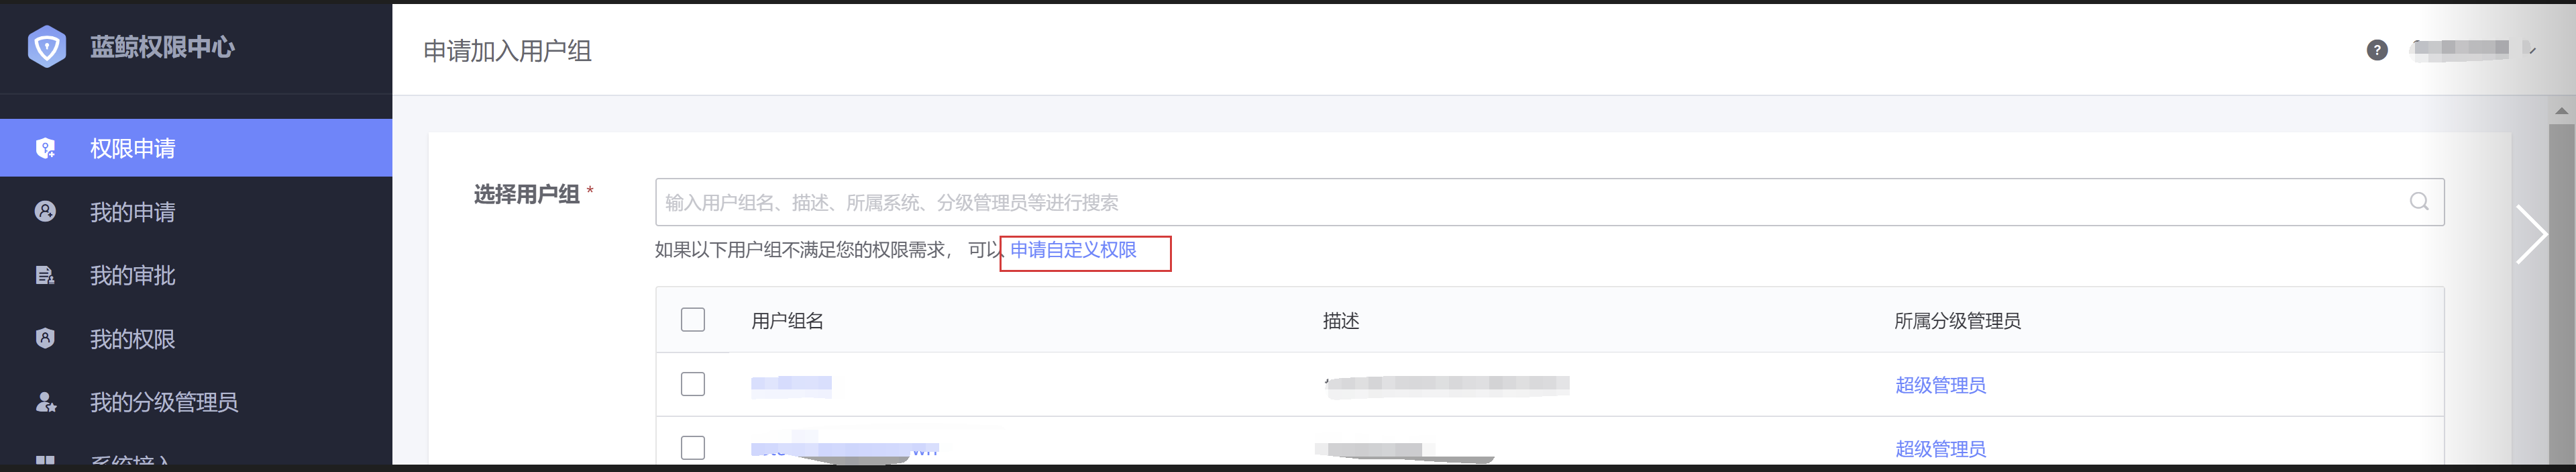 蓝鲸权限中心
申请加入用户组
权限申请
我的申请
我的审批
我的权限
我的分级管理员
系统接入
选择用户组 *
输入用户组名、描述、所属系统、分级管理员等进行搜索
如果以下用户组不满足您的权限需求， 可以 申请自定义权限
用户组名 描述 所属分级管理员
超级管理员
超级管理员